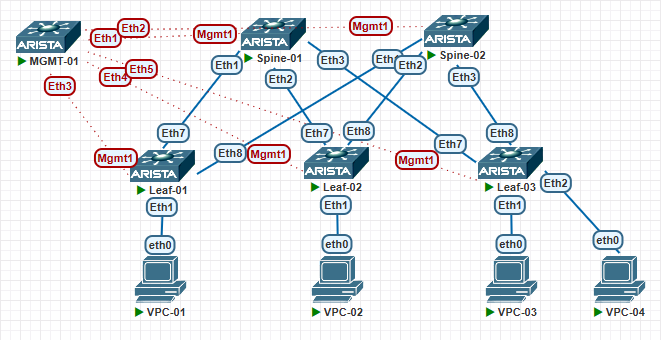 Eth2
Eth1
Mgmt1
Mgmt1
ARISTA
ARISTA
ARISTA
MGMT-01
Spine-01
Spine-02
Eth1
Eth3
Eth
Eth2
Eth5
Eth4
Eth3
Eth2
Eth3
Eth7
Eth7
Eth8
Eth7
Eth8
Mgmt1
Eth8
Mgmt1
Mgmt1
ARISTA
ARISTA
ARISTA
Leaf-01
Leaf-02
Leaf-03
Eth2
Eth1
Eth1
Eth1
eth0
eth0
eth0
eth0
VPC-01
VPC-02
VPC-03
VPC-04